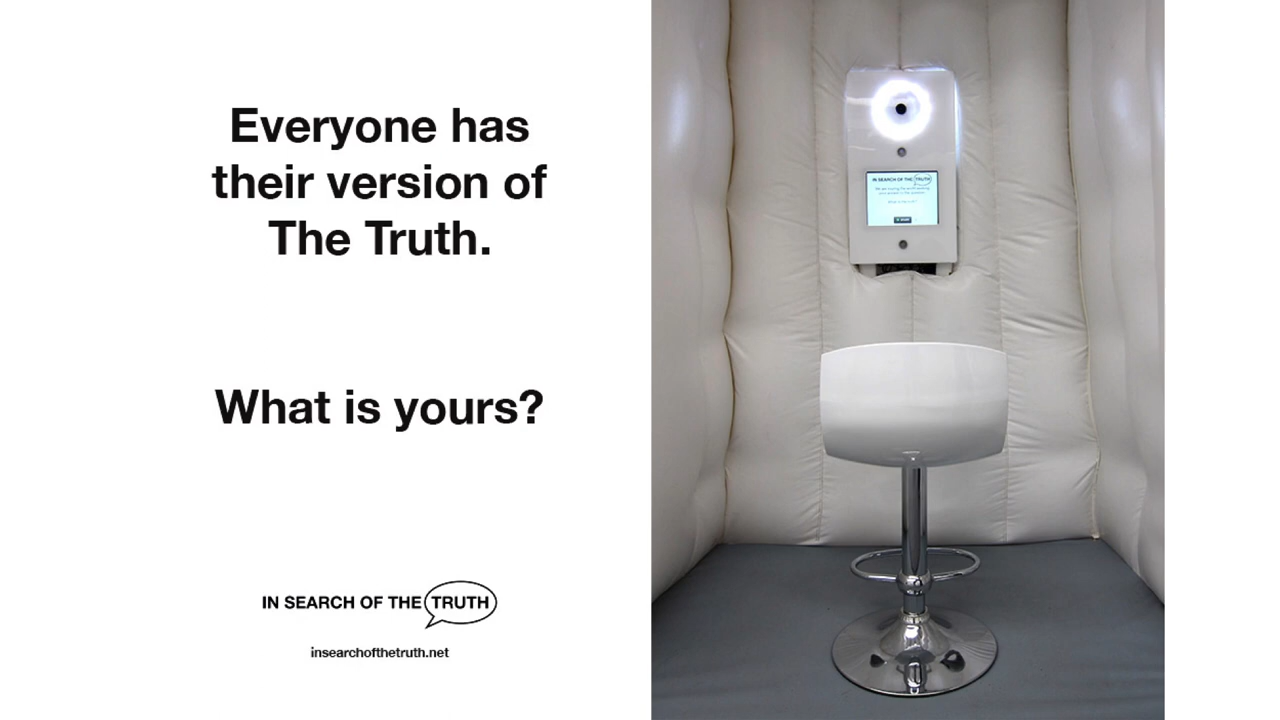 Everyone has
their version of
The Truth.
What is yours?
IN SEARCH OF THE TRUTH
insearchofthetruth.net
IN SEARCH OF THE TRUTH